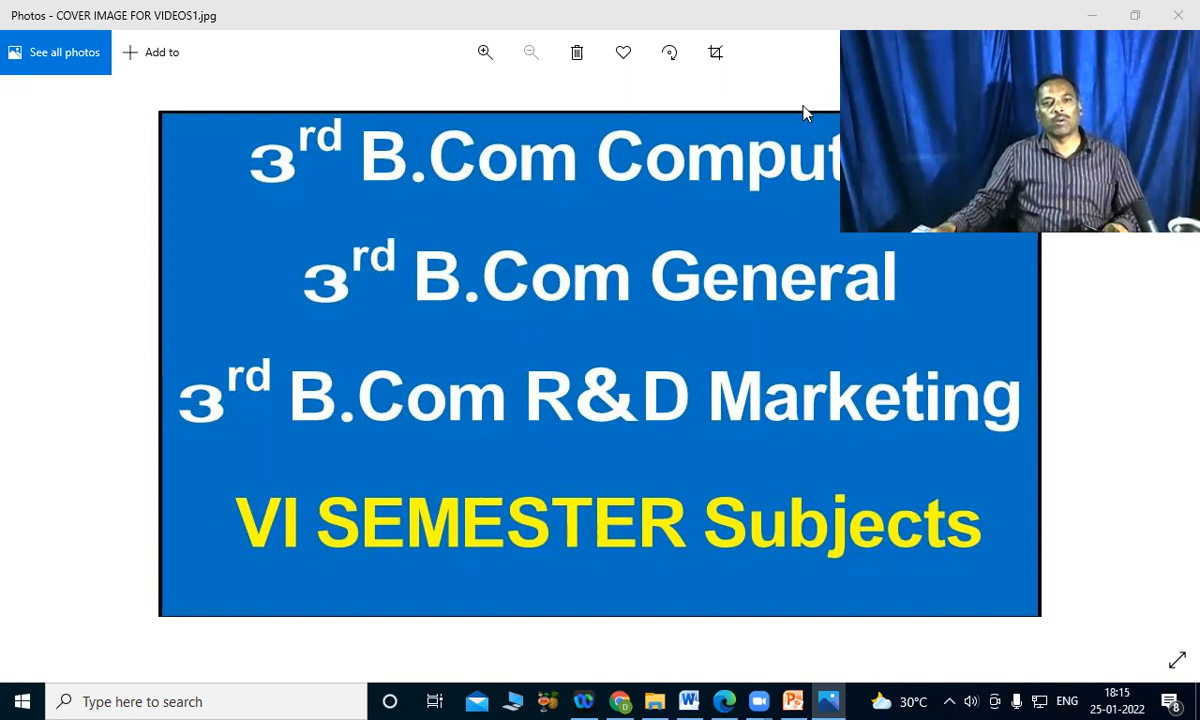 Photos - COVER IMAGE FOR VIDEOS1.jpg
See all photos
Add to
3rd B.Com Comput
3rd B.Com General
3rd B.Com R&D Marketing
VI SEMESTER Subjects
Type here to search
30°C
ENG
18:15
25-01-2022
8